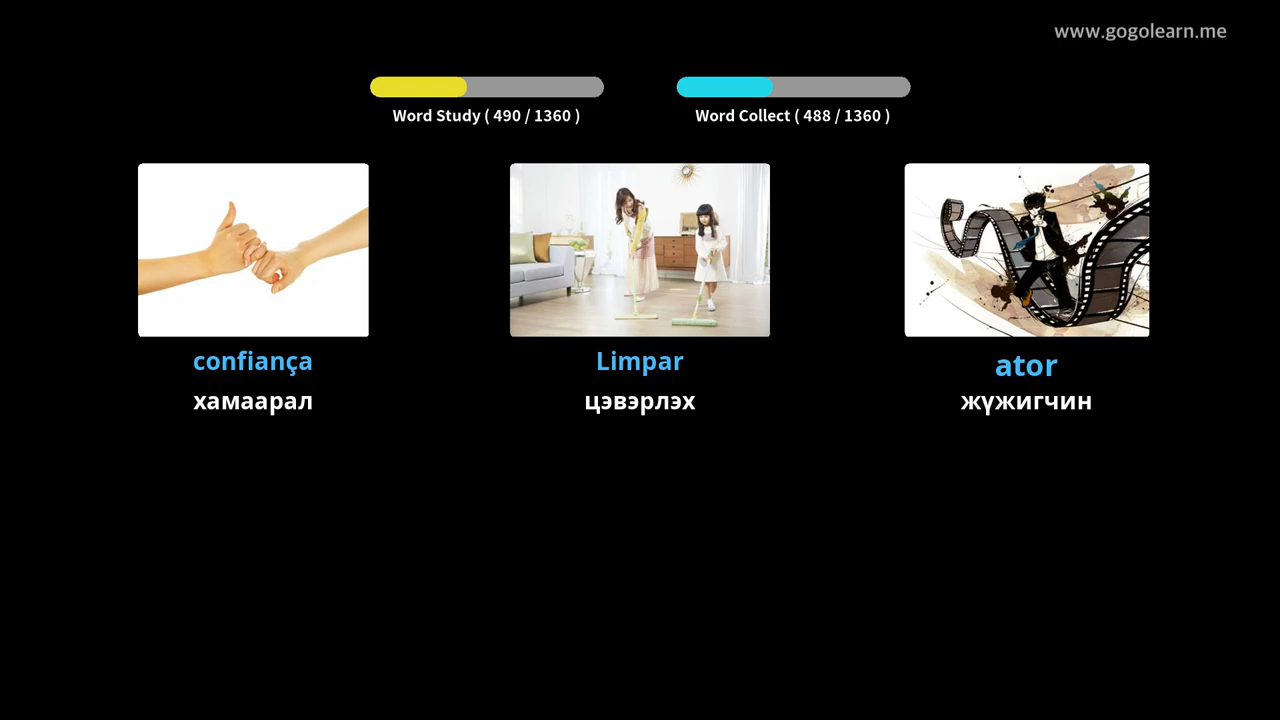 www.gogolearn.me
Word Study ( 490 / 1360 )
Word Collect ( 488 / 1360 )
confiança
хамаарал
Limpar
цэвэрлэх
ator
жүжигчин